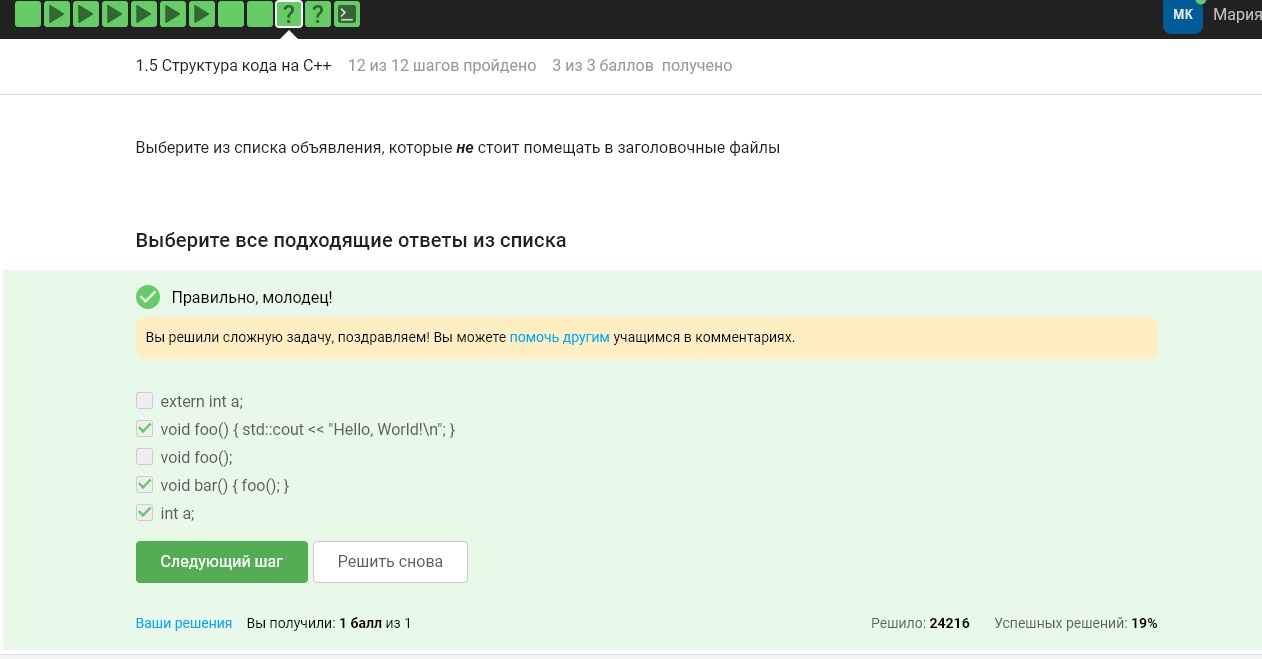 ? ?
МК Мария
1.5 Структура кода на C++ 12 из 12 шагов пройдено 3 из 3 баллов получено
Выберите из списка объявления, которые не стоит помещать в заголовочные файлы
Выберите все подходящие ответы из списка
Правильно, молодец!
Вы решили сложную задачу, поздравляем! Вы можете помочь другим учащимся в комментариях.
extern int a;
void foo() { std::cout << "Hello, World!\n"; }
void foo();
void bar() { foo(); }
int a;
Следующий шаг Решить снова
Ваши решения Вы получили: 1 балл из 1 Решило: 24216 Успешных решений: 19%